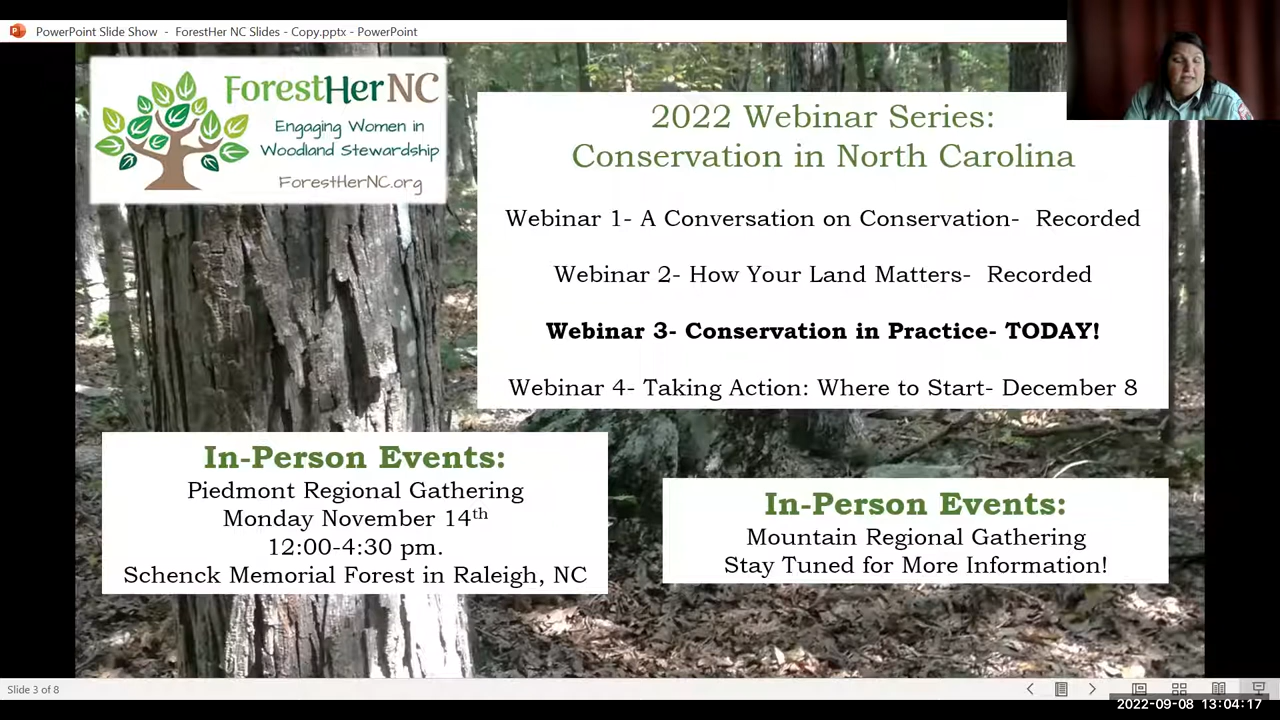 PowerPoint Slide Show - ForestHer NC Slides - Copy.pptx - PowerPoint
ForestHer NC
Engaging Women in
Woodland Stewardship
ForestHerNC.org
2022 Webinar Series:
Conservation in North Carolina
Webinar 1- A Conversation on Conservation- Recorded
Webinar 2- How Your Land Matters- Recorded
Webinar 3- Conservation in Practice- TODAY!
Webinar 4- Taking Action: Where to Start- December 8
In-Person Events:
Piedmont Regional Gathering
Monday November 14th
12:00-4:30 pm.
Schenck Memorial Forest in Raleigh, NC
In-Person Events:
Mountain Regional Gathering
Stay Tuned for More Information!
Slide 3 of 8
2022-09-08 13:04:17